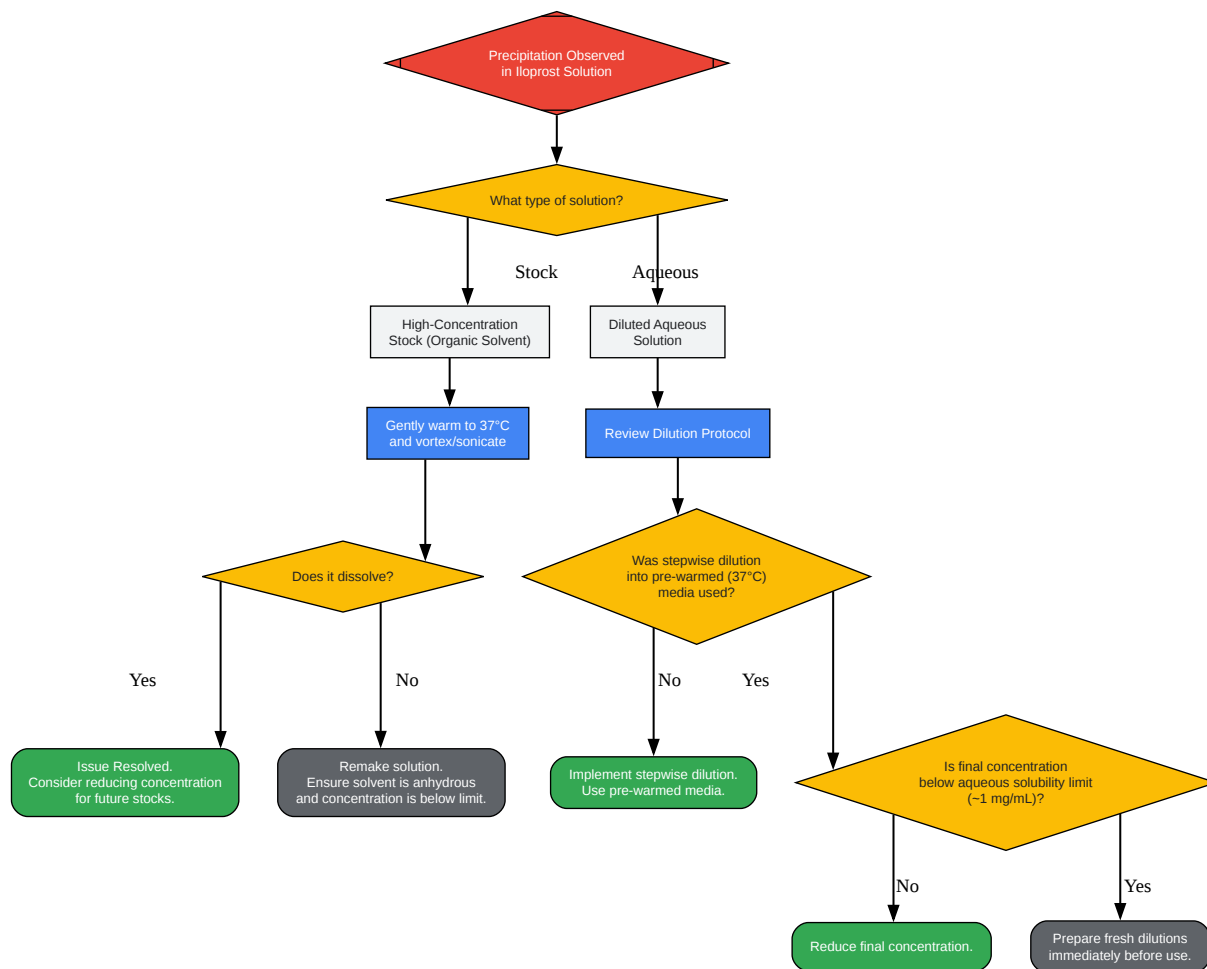 Precipitation Observed
in Iloprost Solution
What type of solution?
Stock
Aqueous
High-Concentration
Stock (Organic Solvent)
Diluted Aqueous
Solution
Gently warm to 37°C
and vortex/sonicate
Review Dilution Protocol
Does it dissolve?
Was stepwise dilution
into pre-warmed (37°C)
media used?
Yes
No
No
Yes
Issue Resolved.
Consider reducing concentration
for future stocks.
Remake solution.
Ensure solvent is anhydrous
and concentration is below limit.
Implement stepwise dilution.
Use pre-warmed media.
Is final concentration
below aqueous solubility limit
(~1 mg/mL)?
No
Yes
Reduce final concentration.
Prepare fresh dilutions
immediately before use.